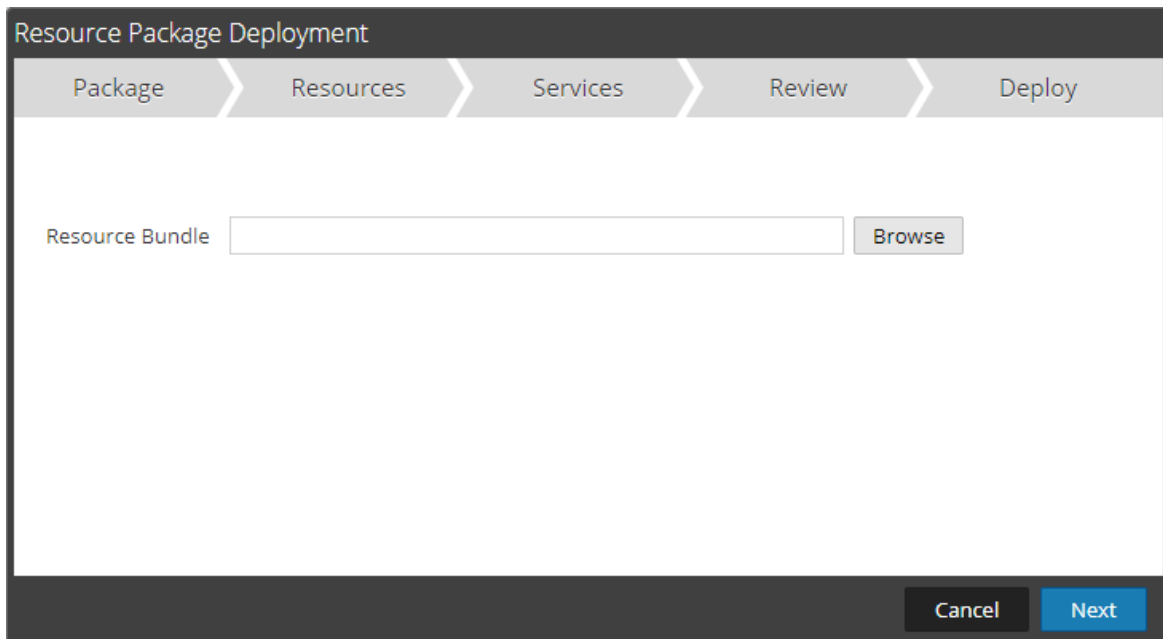 Resource Package Deployment
Package Resources Services Review Deploy
Resource Bundle Browse
Cancel Next